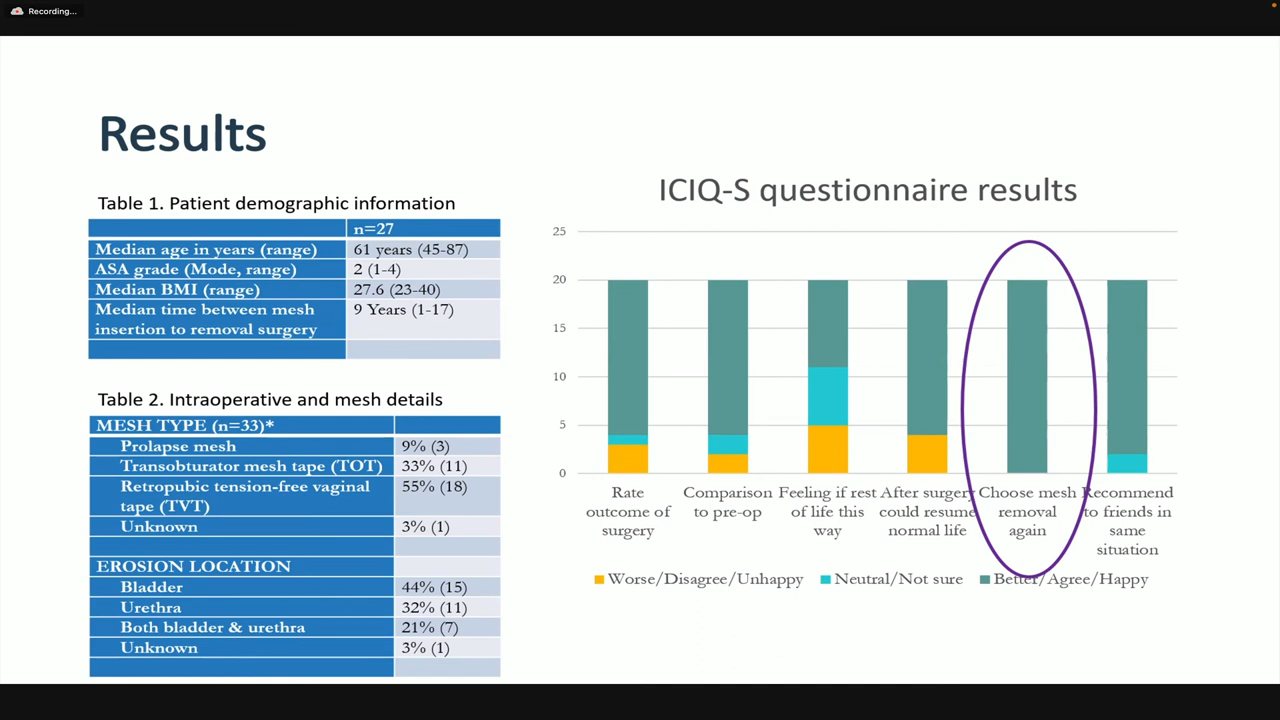 Recording...
Results
Table 1. Patient demographic information
n=27
Median age in years (range) 61 years (45-87)
ASA grade (Mode, range) 2 (1-4)
Median BMI (range) 27.6 (23-40)
Median time between mesh 9 Years (1-17)
insertion to removal surgery
Table 2. Intraoperative and mesh details
MESH TYPE (n=33)*
Prolapse mesh 9% (3)
Transobturator mesh tape (TOT) 33% (11)
Retropubic tension-free vaginal 55% (18)
tape (TVT)
Unknown 3% (1)
EROSION LOCATION
Bladder 44% (15)
Urethra 32% (11)
Both bladder & urethra 21% (7)
Unknown 3% (1)
ICIQ-S questionnaire results
25
20
15
10
5
0
Rate
outcome of
surgery
Comparison
to pre-op
Feeling if rest
of life this
way
After surgery
could resume
normal life
Choose mesh
removal
again
Recommend
to friends in
same
situation
Worse/Disagree/Unhappy Neutral/Not sure Better/Agree/Happy